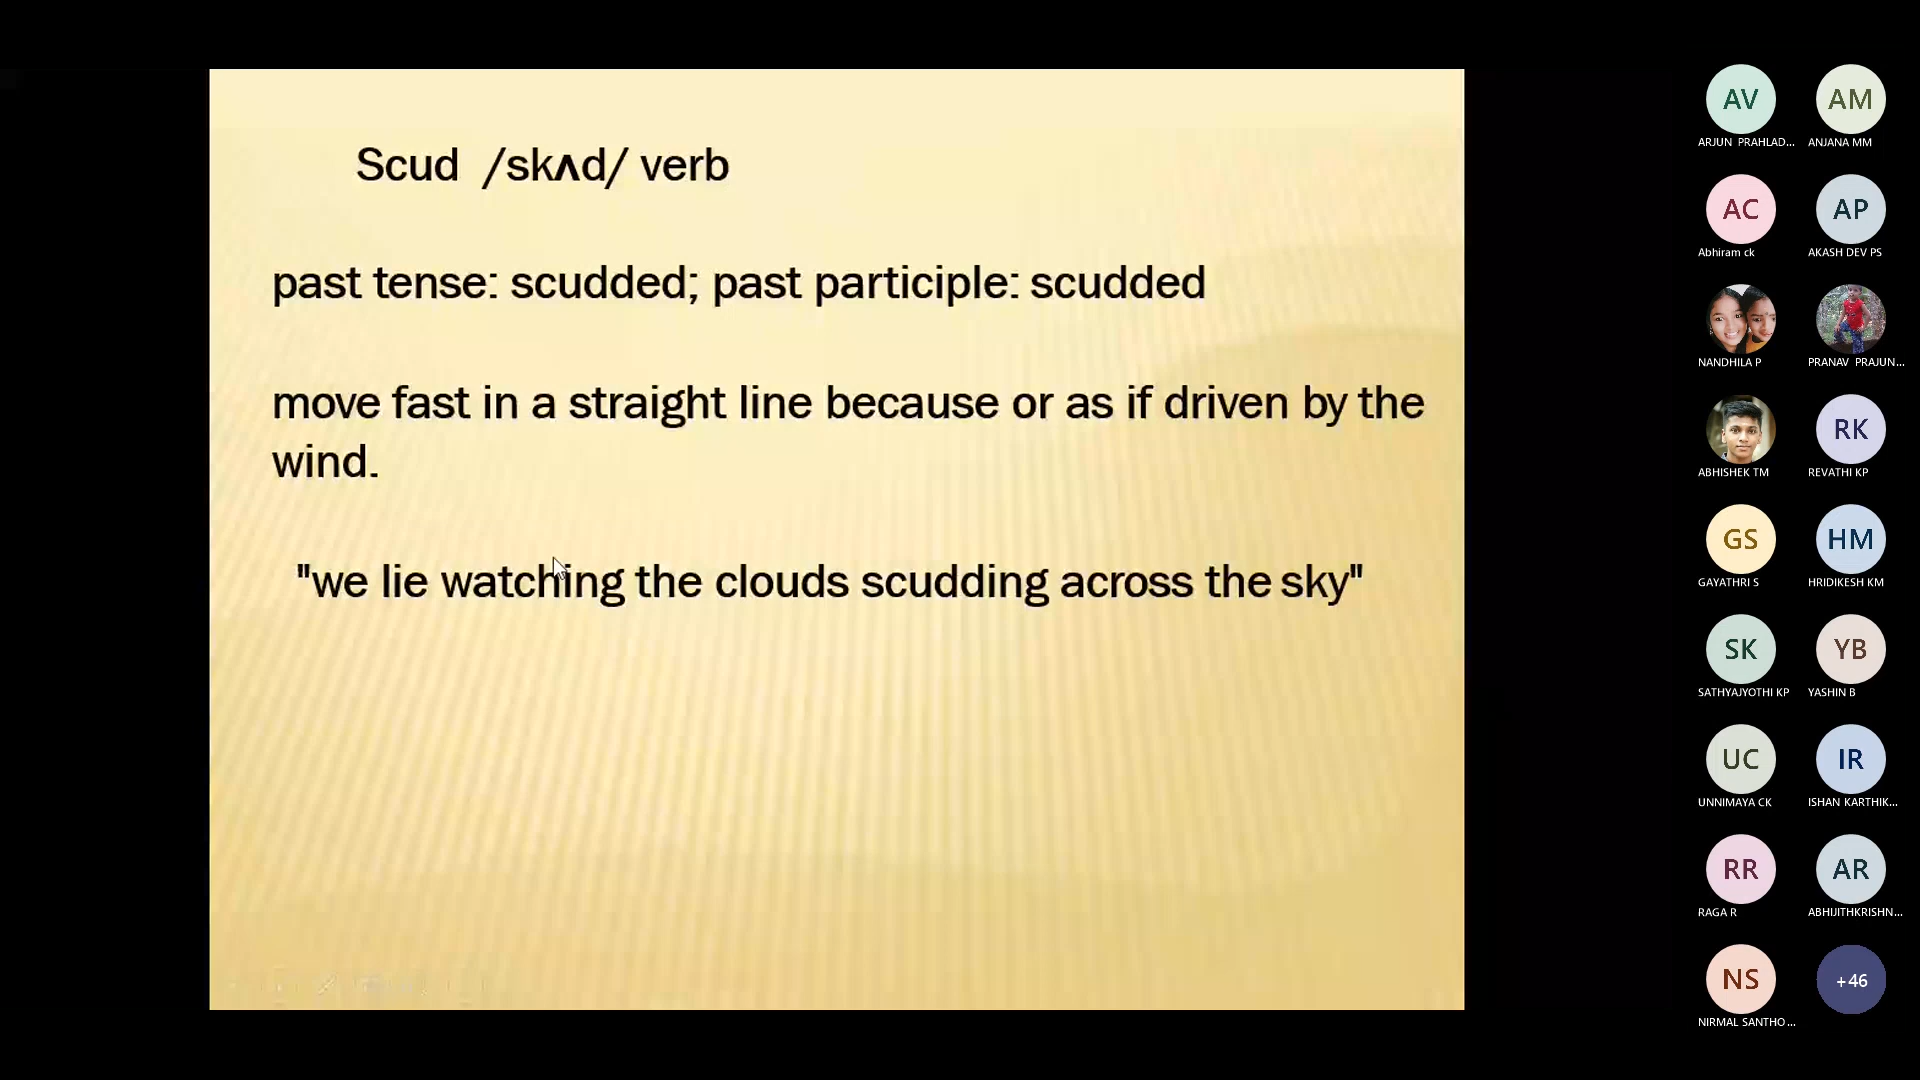 Scud /skʌd/ verb
past tense: scudded; past participle: scudded
move fast in a straight line because or as if driven by the
wind.
"we lie watching the clouds scudding across the sky"
AV AM
ARJUN PRAHLAD... ANJANA MM
AC AP
Abhiram ck AKASH DEV PS
NANDHILA P PRANAV PRAJUN...
RK
ABHISHEK TM REVATHI KP
GS HM
GAYATHRI S HRIDIKESH KM
SK YB
SATHYAJYOTHI KP YASHIN B
UC IR
UNNIMAYA CK ISHAN KARTHIK...
RR AR
RAGA R ABHIJITHKRISHN...
NS +46
NIRMAL SANTHO...